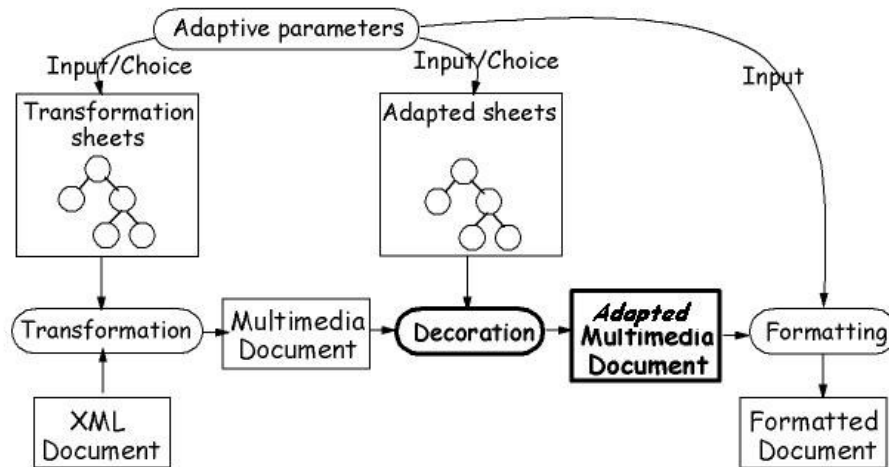 Adaptive parameters
Input/Choice
Input/Choice
Input
Transformation
sheets
Adapted sheets
Transformation
Multimedia
Document
Decoration
Adapted
Multimedia
Document
Formatting
XML
Document
Formatted
Document